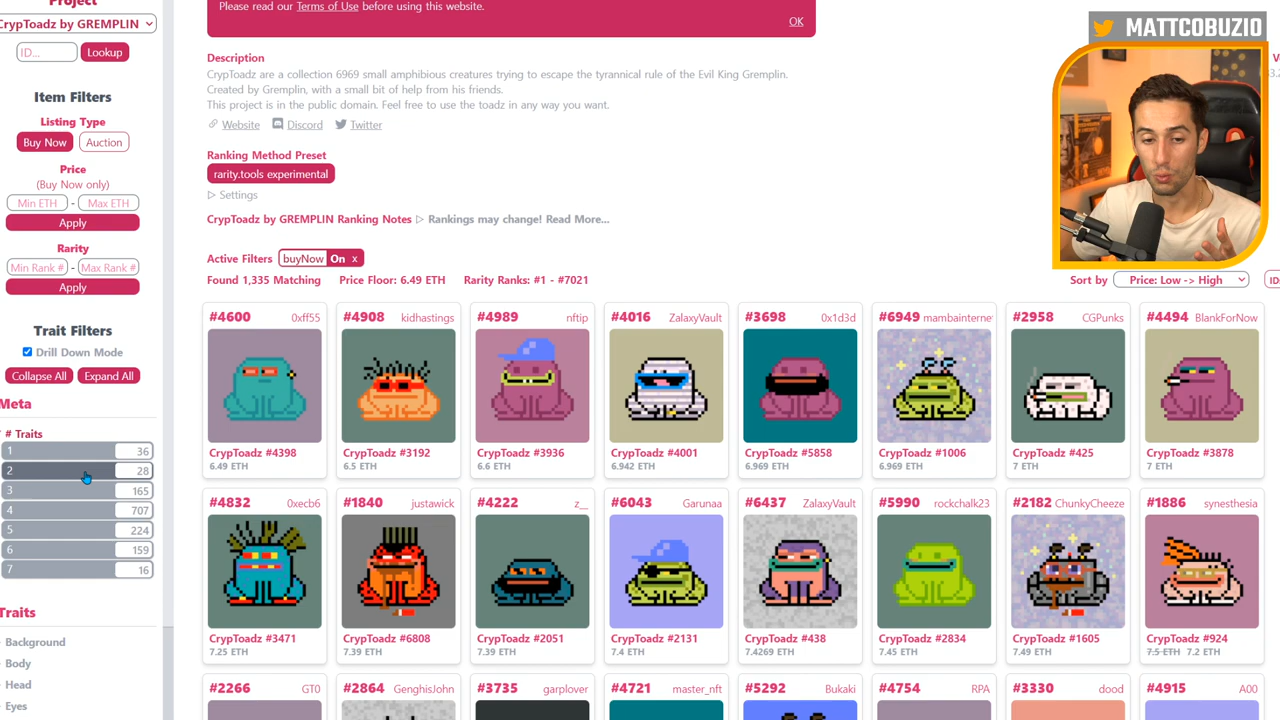 Project
CrypToadz by GREMPLIN
ID...
Lookup
Item Filters
Listing Type
Buy Now
Auction
Price
(Buy Now only)
Min ETH - Max ETH
Apply
Rarity
Min Rank # - Max Rank #
Apply
Trait Filters
Drill Down Mode
Collapse All
Expand All
Meta
# Traits
1 36
2 28
3 165
4 707
5 224
6 159
7 16
Traits
Background
Body
Head
Eyes
Please read our Terms of Use before using this website.
OK
Description
CrypToadz are a collection 6969 small amphibious creatures trying to escape the tyrannical rule of the Evil King Gremplin.
Created by Gremplin, with a small bit of help from his friends.
This project is in the public domain. Feel free to use the toadz in any way you want.
Website Discord Twitter
Ranking Method Preset
rarity.tools experimental
Settings
CrypToadz by GREMPLIN Ranking Notes Rankings may change! Read More...
Active Filters buyNow On x
Found 1,335 Matching Price Floor: 6.49 ETH Rarity Ranks: #1 - #7021
Sort by Price: Low -> High
ID
MATTCOBUZIO
#4600 0xff55
CrypToadz #4398
6.49 ETH
#4908 kidhastings
CrypToadz #3192
6.5 ETH
#4989 nftip
CrypToadz #3936
6.6 ETH
#4016 ZalaxyVault
CrypToadz #4001
6.942 ETH
#3698 0x1d3d
CrypToadz #5858
6.969 ETH
#6949 mambainterne
CrypToadz #1006
6.969 ETH
#2958 CGPunks
CrypToadz #425
7 ETH
#4494 BlankForNow
CrypToadz #3878
7 ETH
#4832 0xecb6
CrypToadz #3471
7.25 ETH
#1840 justawick
CrypToadz #6808
7.39 ETH
#4222 z__
CrypToadz #2051
7.39 ETH
#6043 Garunaa
CrypToadz #2131
7.4 ETH
#6437 ZalaxyVault
CrypToadz #438
7.4269 ETH
#5990 rockchalk23
CrypToadz #2834
7.45 ETH
#2182 ChunkyCheeze
CrypToadz #1605
7.49 ETH
#1886 synesthesia
CrypToadz #924
7.5 ETH 7.2 ETH
#2266 GT0
#2864 GenghisJohn
#3735 garplover
#4721 master_nft
#5292 Bukaki
#4754 RPA
#3330 dood
#4915 A00